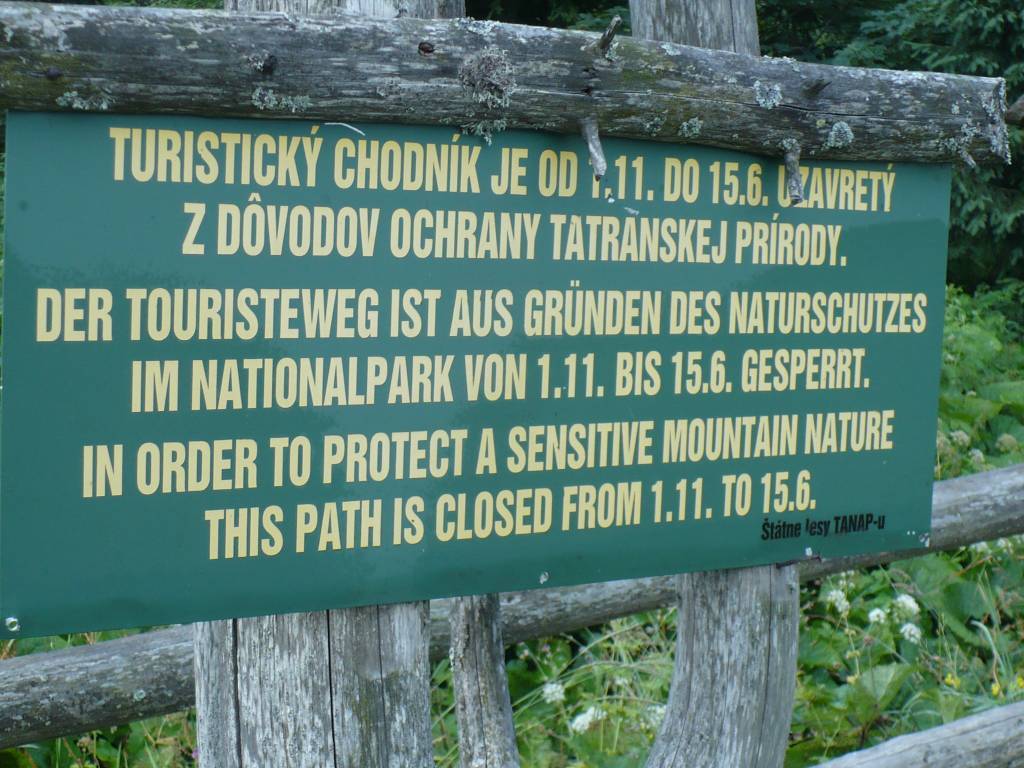 TURISTICKÝ CHODNÍK JE OD 1.11. DO 15.6. UZAVRETÝ
Z DÔVODOV OCHRANY TATRANSKEJ PRÍRODY.
DER TOURISTEWEG IST AUS GRÜNDEN DES NATURSCHUTZES
IM NATIONALPARK VON 1.11. BIS 15.6. GESPERRT.
IN ORDER TO PROTECT A SENSITIVE MOUNTAIN NATURE
THIS PATH IS CLOSED FROM 1.11. TO 15.6.
Štátne lesy TANAP-u